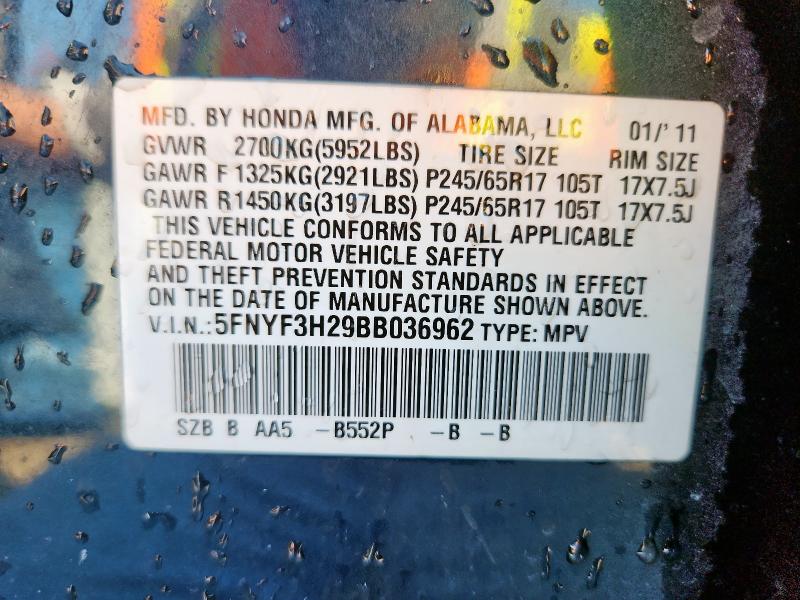 MFD. BY HONDA MFG. OF ALABAMA, LLC 01/'11
GVWR 2700KG(5952LBS) TIRE SIZE RIM SIZE
GAWR F 1325KG(2921LBS) P245/65R17 105T 17X7.5J
GAWR R1450KG(3197LBS) P245/65R17 105T 17X7.5J
THIS VEHICLE CONFORMS TO ALL APPLICABLE
FEDERAL MOTOR VEHICLE SAFETY
AND THEFT PREVENTION STANDARDS IN EFFECT
ON THE DATE OF MANUFACTURE SHOWN ABOVE.
V.I.N.:5FNYF3H29BB036962 TYPE: MPV
SZB B AA5 -B552P -B -B